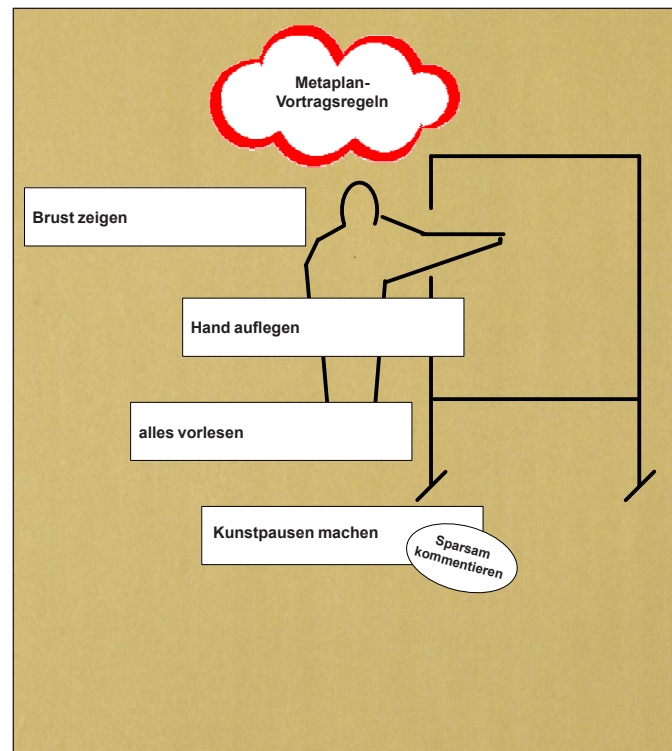 Metaplan-
Vortragsregeln
Brust zeigen
Hand auflegen
alles vorlesen
Kunstpausen machen
Sparsam
kommentieren